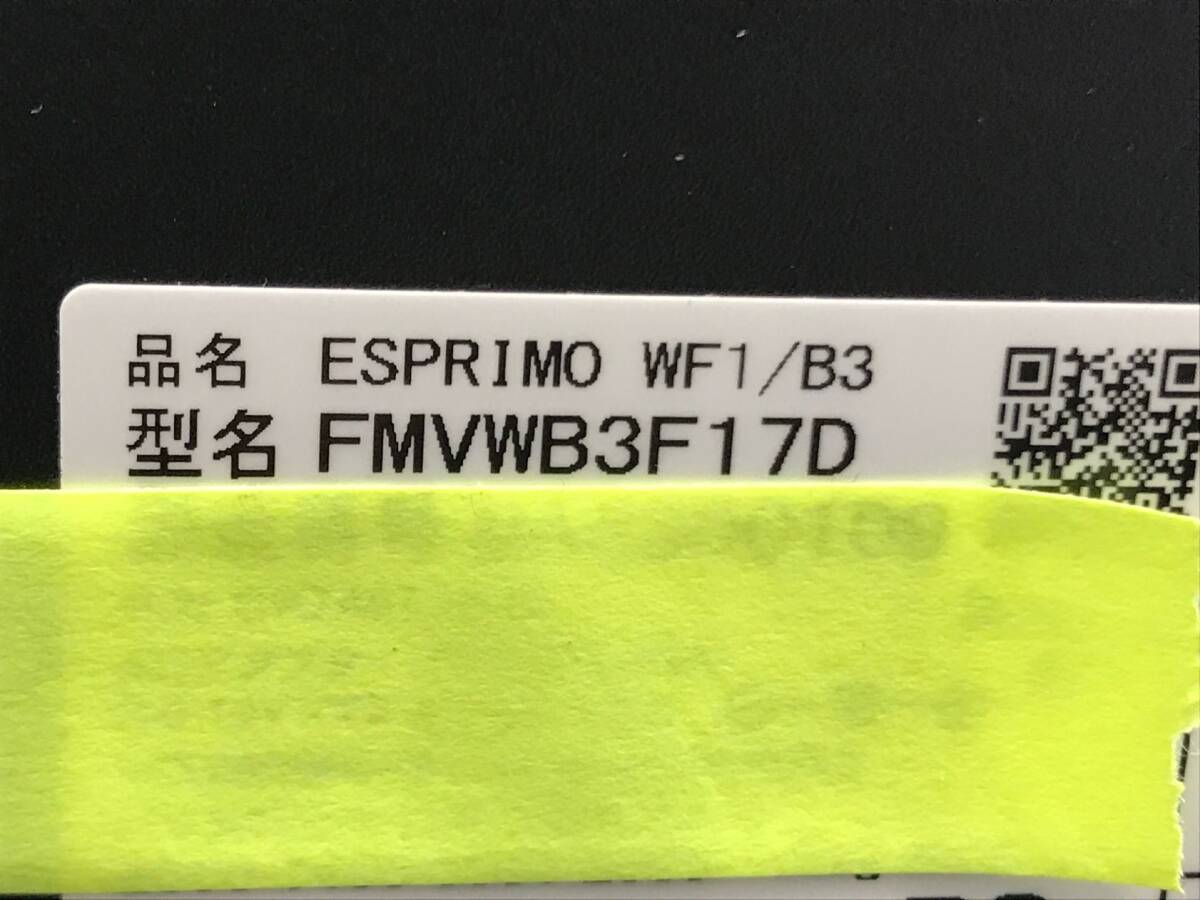 品名 ESPRIMO WF1/B3
型名 FMVWB3F17D